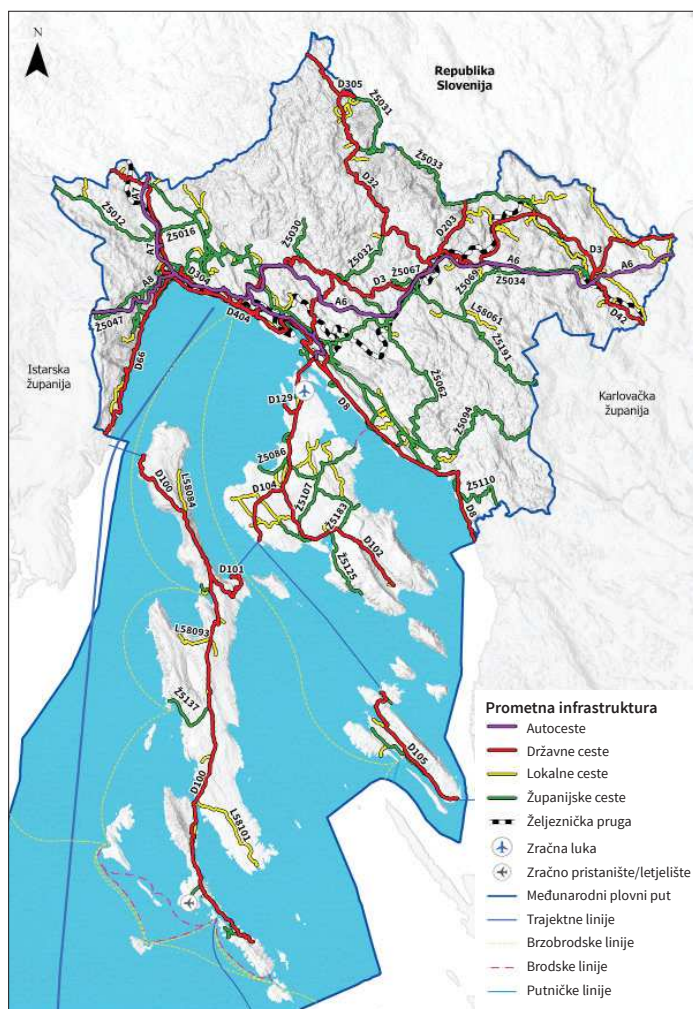 N
Republika
Slovenija
D305
Ž5031
Ž5033
D32
A7
Ž5012
Ž5016
A7
Ž5030
Ž5032
D203
D3
Ž5067
A6
D3
A6
A8
D304
A6
Ž5069
Ž5034
L58061
D42
Ž5047
D404
Ž5191
D66
Istarska
županija
Karlovačka
županija
D129
D8
Ž5062
Ž5094
Ž5086
D104
Ž5107
Ž5110
D8
D100
L58084
Ž5183
D102
D101
Ž5125
L58093
Ž5137
D105
D100
L58101
Prometna infrastruktura
Autoceste
Državne ceste
Lokalne ceste
Županijske ceste
Željeznička pruga
Zračna luka
Zračno pristanište/letjelište
Međunarodni plovni put
Trajektne linije
Brzobrodske linije
Brodske linije
Putničke linije